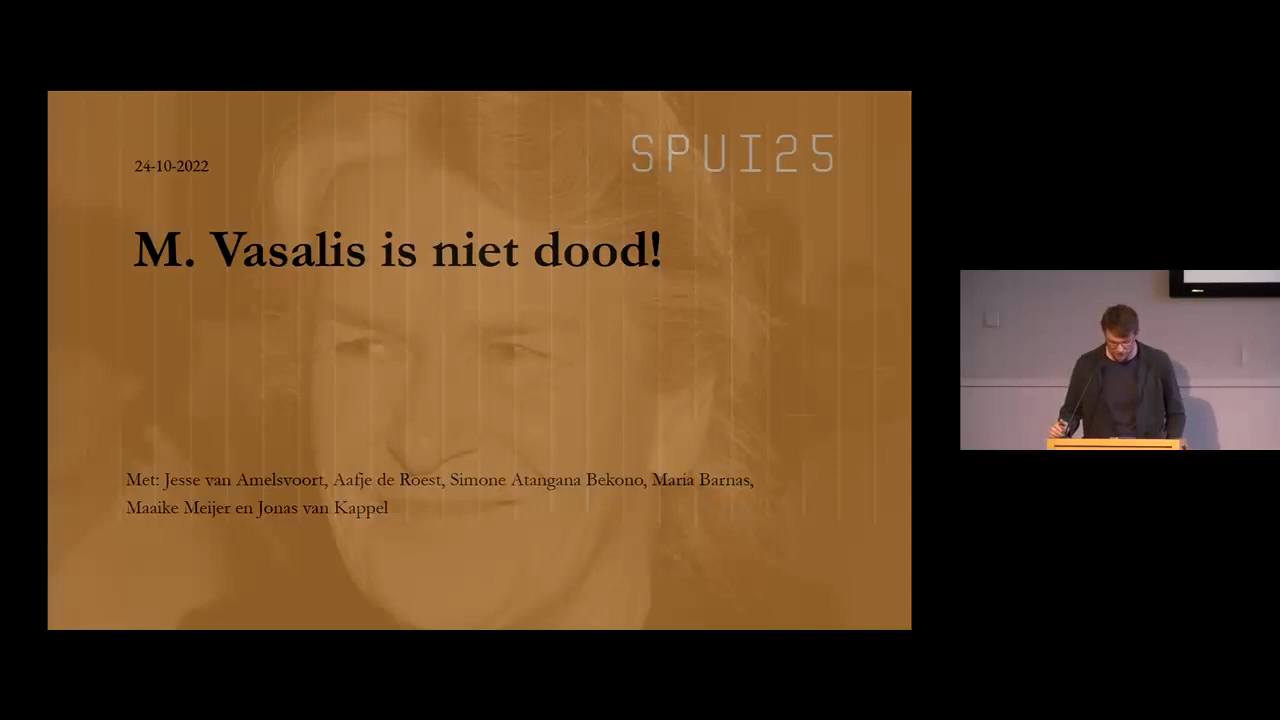 SPUI25
24-10-2022
M. Vasalis is niet dood!
Met: Jesse van Amelsvoort, Aafje de Roest, Simone Atangana Bekono, Maria Barnas,
Maaike Meijer en Jonas van Kappel